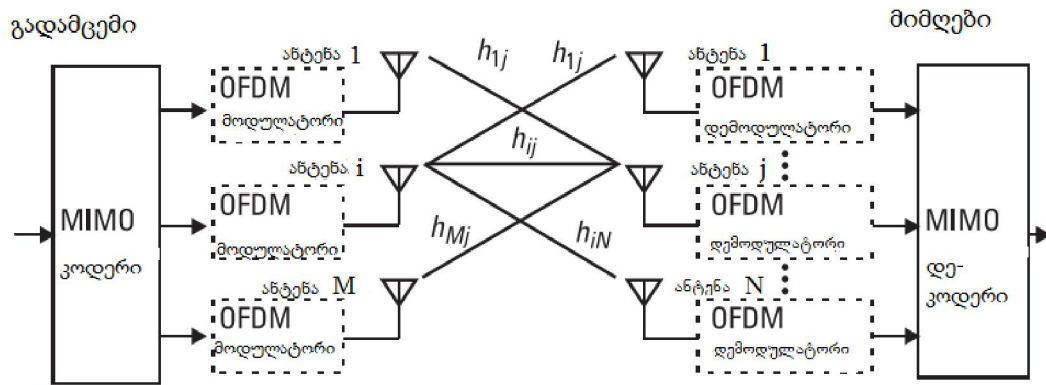 გადამცემი
მიმღები
ანტენა 1
h1j
h1j
ანტენა 1
OFDM
მოდულატორი
OFDM
დემოდულატორი
hij
ანტენა i
ანტენა j
MIMO
კოდერი
OFDM
მოდულატორი
hMj
hiN
OFDM
დემოდულატორი
MIMO
დე-
კოდერი
ანტენა M
ანტენა N
OFDM
მოდულატორი
OFDM
დემოდულატორი